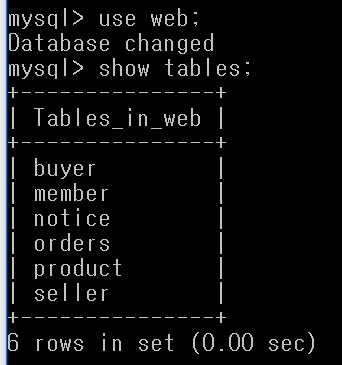 mysql> use web;
Database changed
mysql> show tables;
+---------------+
| Tables_in_web |
+---------------+
| buyer         |
| member        |
| notice        |
| orders        |
| product       |
| seller        |
+---------------+
6 rows in set (0.00 sec)